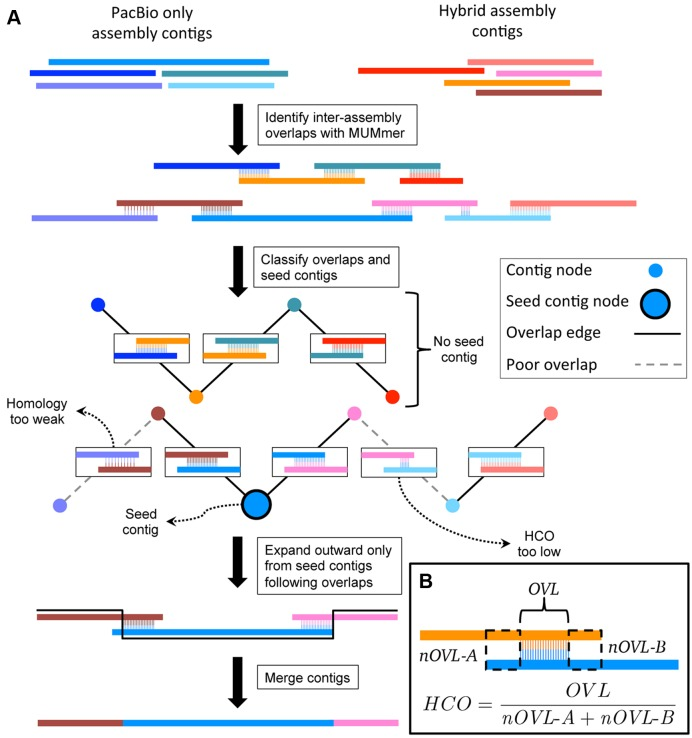 A
PacBio only
assembly contigs
Hybrid assembly
contigs
Identify inter-assembly
overlaps with MUMmer
Classify overlaps and
seed contigs
Contig node
Seed contig node
Overlap edge
Poor overlap
No seed
contig
Homology
too weak
Seed
contig
HCO
too low
Expand outward only
from seed contigs
following overlaps
Merge contigs
B
OVL
nOVL-A
nOVL-B
HCO = OVL / nOVL-A + nOVL-B